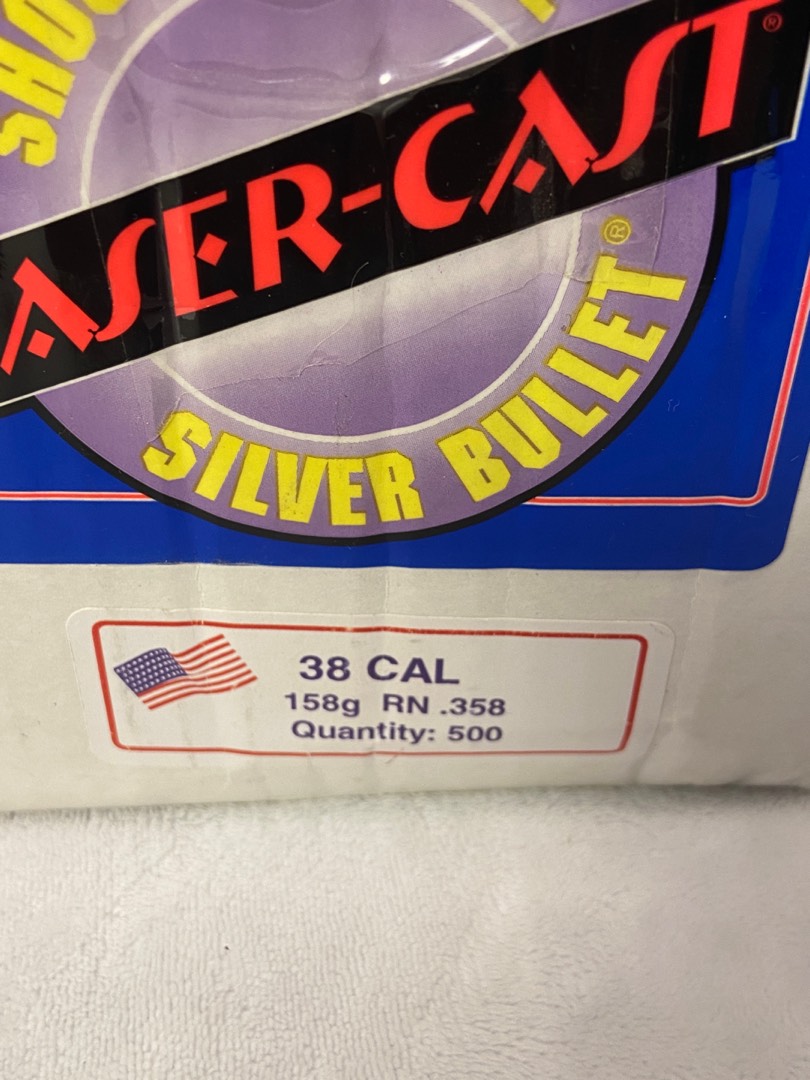 ASER-CAST®
SILVER BULLET®
38 CAL
158g RN .358
Quantity: 500